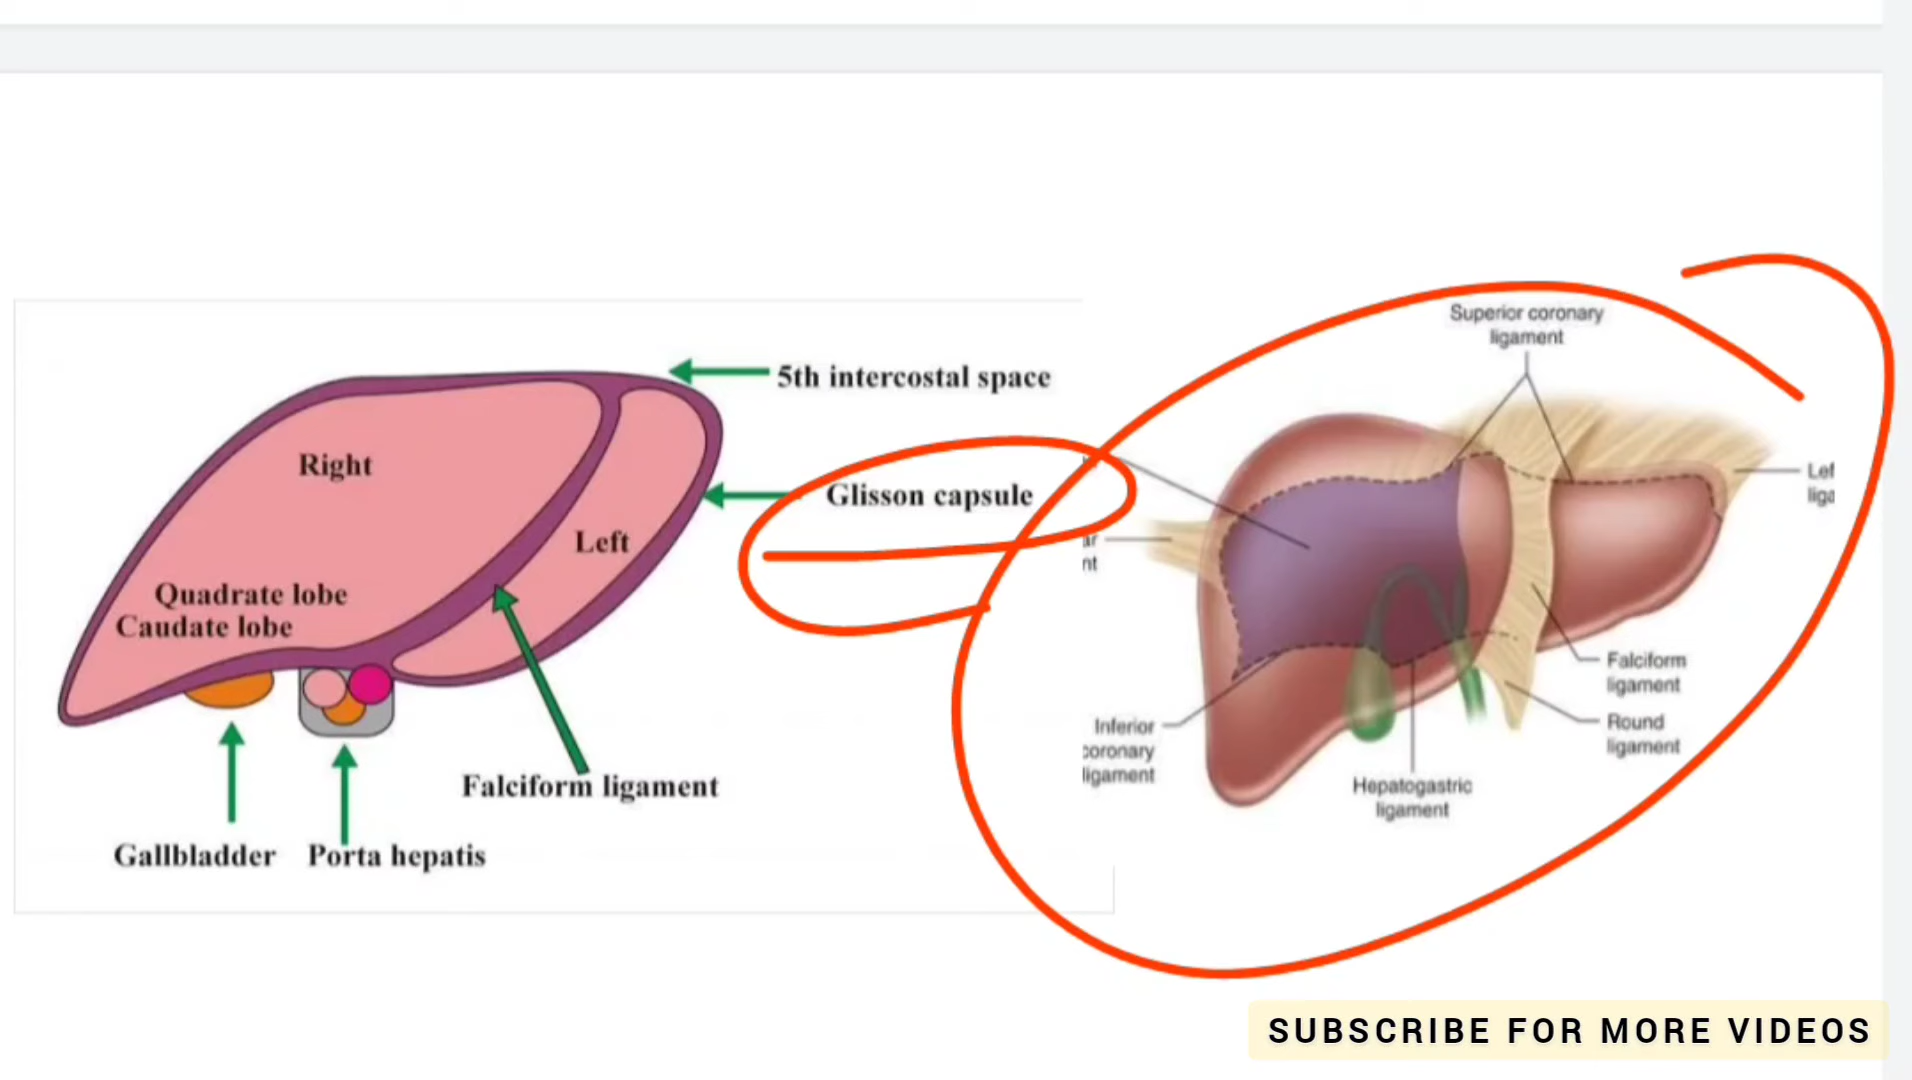 5th intercostal space
Right
Glisson capsule
Left
Quadrate lobe
Caudate lobe
Falciform ligament
Gallbladder
Porta hepatis
Superior coronary
ligament
Falciform
ligament
Round
ligament
Inferior
coronary
ligament
Hepatogastric
ligament
SUBSCRIBE FOR MORE VIDEOS